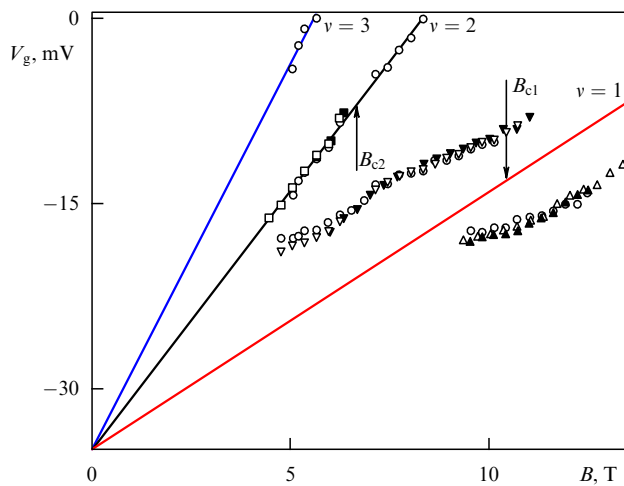 0
V_g, mV
ν = 3
ν = 2
B_c1
ν = 1
B_c2
−15
−30
0
5
10
B, T